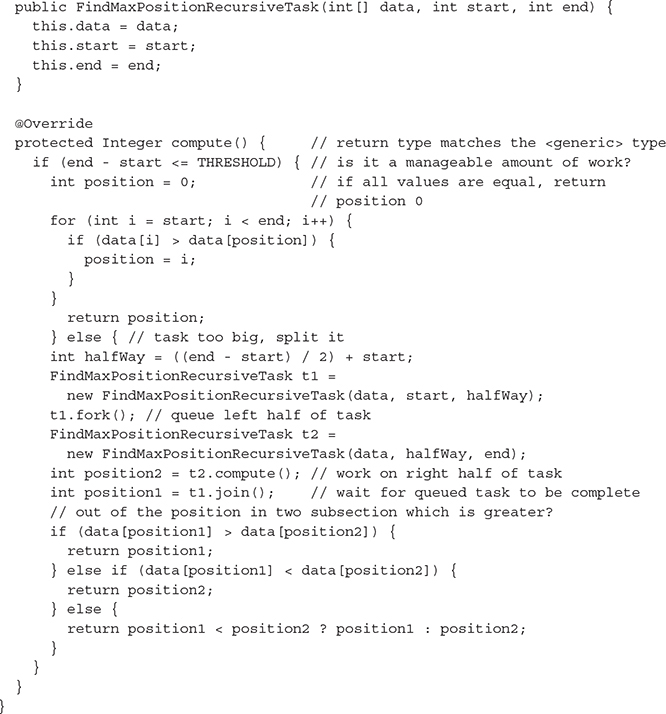 public FindMaxPositionRecursiveTask(int[] data, int start, int end) {
    this.data = data;
    this.start = start;
    this.end = end;
  }

  @Override
  protected Integer compute() {     // return type matches the <generic> type
    if (end - start <= THRESHOLD) { // is it a manageable amount of work?
      int position = 0;             // if all values are equal, return
                                    // position 0
      for (int i = start; i < end; i++) {
        if (data[i] > data[position]) {
          position = i;
        }
      }
        return position;
      } else { // task too big, split it
      int halfWay = ((end - start) / 2) + start;
      FindMaxPositionRecursiveTask t1 =
        new FindMaxPositionRecursiveTask(data, start, halfWay);
      t1.fork(); // queue left half of task
      FindMaxPositionRecursiveTask t2 =
        new FindMaxPositionRecursiveTask(data, halfWay, end);
      int position2 = t2.compute(); // work on right half of task
      int position1 = t1.join();    // wait for queued task to be complete
      // out of the position in two subsection which is greater?
      if (data[position1] > data[position2]) {
        return position1;
      } else if (data[position1] < data[position2]) {
        return position2;
      } else {
        return position1 < position2 ? position1 : position2;
      }
    }
  }
}